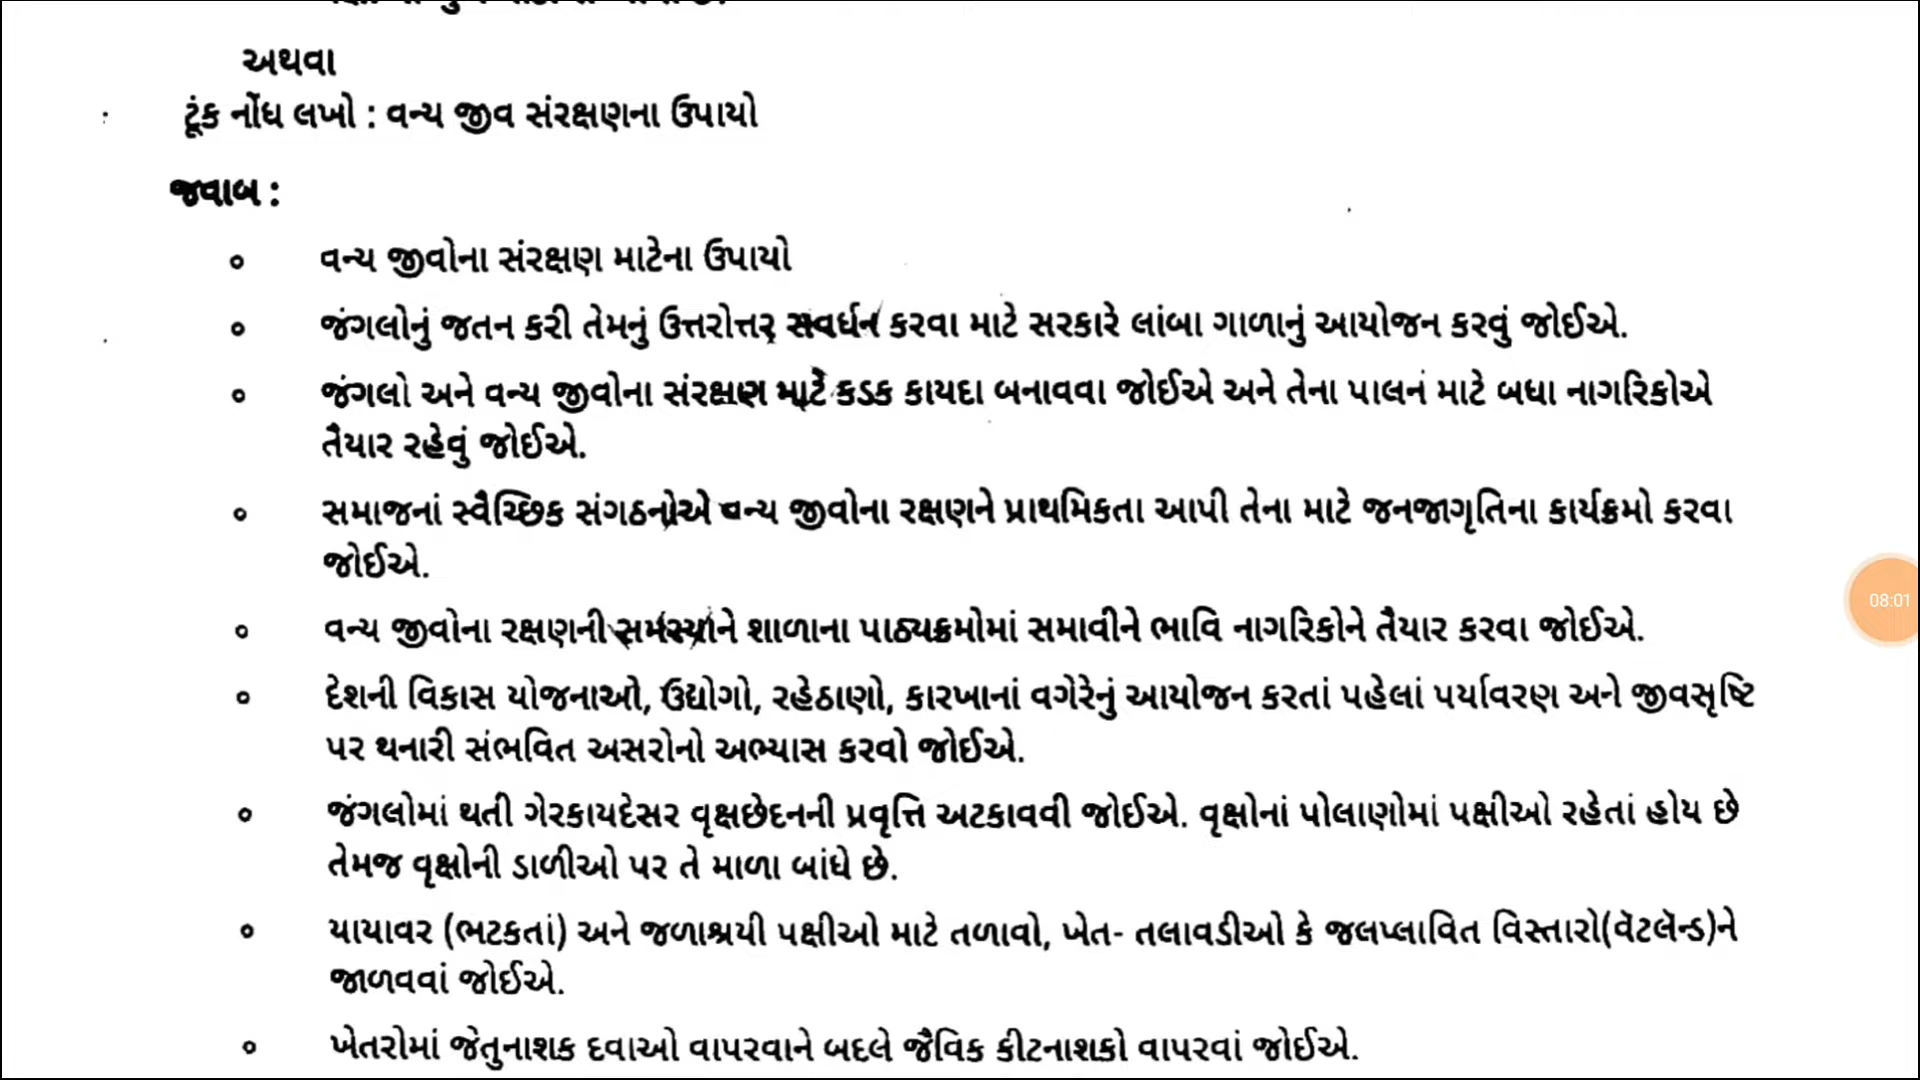 અથવા
ટૂંક નોંધ લખો : વન્ય જીવ સંરક્ષણના ઉપાયો
જવાબ :
વન્ય જીવોના સંરક્ષણ માટેના ઉપાયો
જંગલોનું જતન કરી તેમનું ઉત્તરોત્તર સવર્ધન કરવા માટે સરકારે લાંબા ગાળાનું આયોજન કરવું જોઈએ.
જંગલો અને વન્ય જીવોના સંરક્ષણ માટે કડક કાયદા બનાવવા જોઈએ અને તેના પાલન માટે બધા નાગરિકોએ
તૈયાર રહેવું જોઈએ.
સમાજનાં સ્વૈચ્છિક સંગઠનોએ વન્ય જીવોના રક્ષણને પ્રાથમિકતા આપી તેના માટે જનજાગૃતિના કાર્યક્રમો કરવા
જોઈએ.
વન્ય જીવોના રક્ષણની સમસ્યાને શાળાના પાઠ્યક્રમોમાં સમાવીને ભાવિ નાગરિકોને તૈયાર કરવા જોઈએ.
દેશની વિકાસ યોજનાઓ, ઉદ્યોગો, રહેઠાણો, કારખાનાં વગેરેનું આયોજન કરતાં પહેલાં પર્યાવરણ અને જીવસૃષ્ટિ
પર થનારી સંભવિત અસરોનો અભ્યાસ કરવો જોઈએ.
જંગલોમાં થતી ગેરકાયદેસર વૃક્ષછેદનની પ્રવૃત્તિ અટકાવવી જોઈએ. વૃક્ષોનાં પોલાણોમાં પક્ષીઓ રહેતાં હોય છે
તેમજ વૃક્ષોની ડાળીઓ પર તે માળા બાંધે છે.
યાયાવર (ભટકતાં) અને જળાશ્રયી પક્ષીઓ માટે તળાવો, ખેત- તલાવડીઓ કે જલપ્લાવિત વિસ્તારો(વૅટલૅન્ડ)ને
જાળવવાં જોઈએ.
ખેતરોમાં જેતુનાશક દવાઓ વાપરવાને બદલે જૈવિક કીટનાશકો વાપરવાં જોઈએ.
08:01